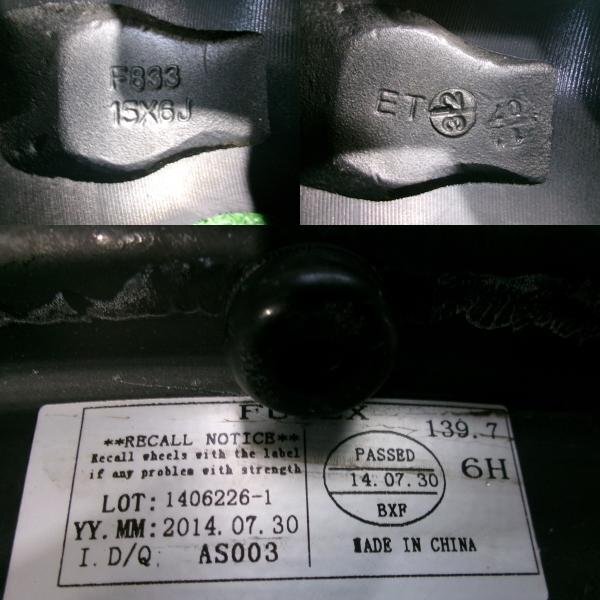 F833
15X6J
ET 32
139.7
**RECALL NOTICE**
Recall wheels with the label
if any problem with strength
PASSED
14.07.30
BXF
6H
LOT: 1406226-1
YY.MM: 2014.07.30
I.D/Q: AS003
MADE IN CHINA